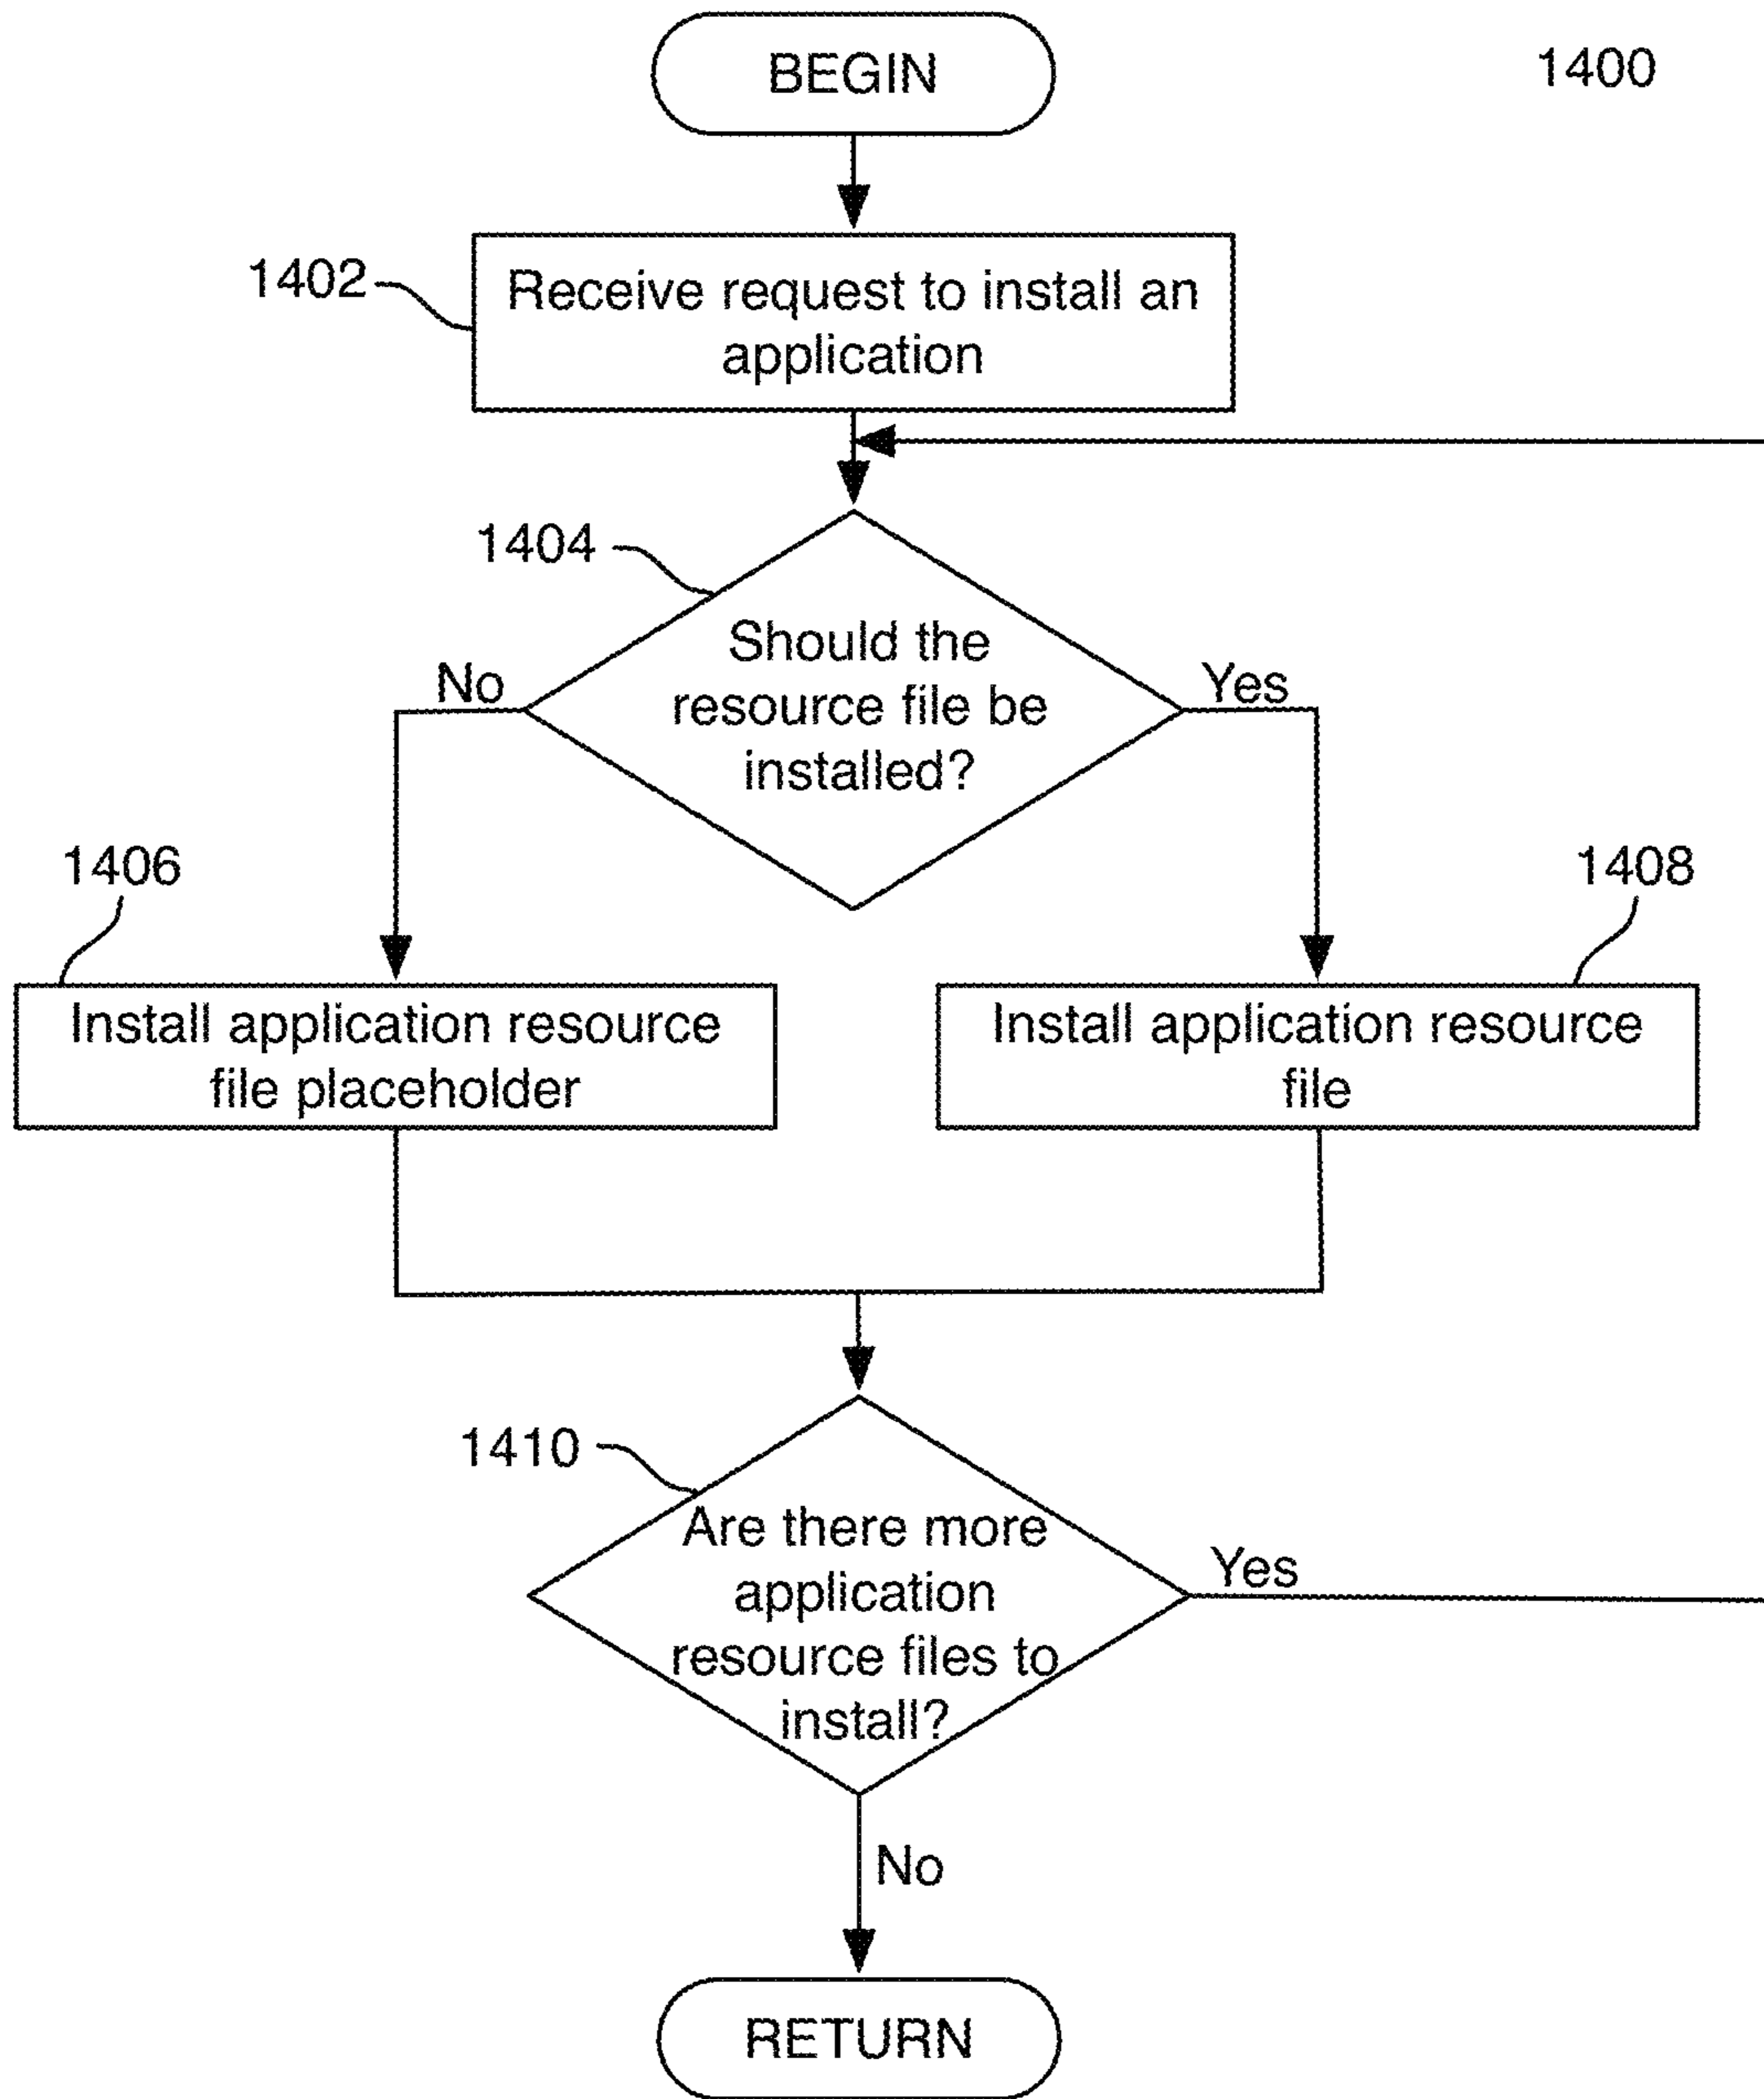 BEGIN
1400
1402
Receive request to install an
application
1404
Should the
resource file be
installed?
No
Yes
1406
1408
Install application resource
file placeholder
Install application resource
file
1410
Are there more
application
resource files to
install?
Yes
No
RETURN